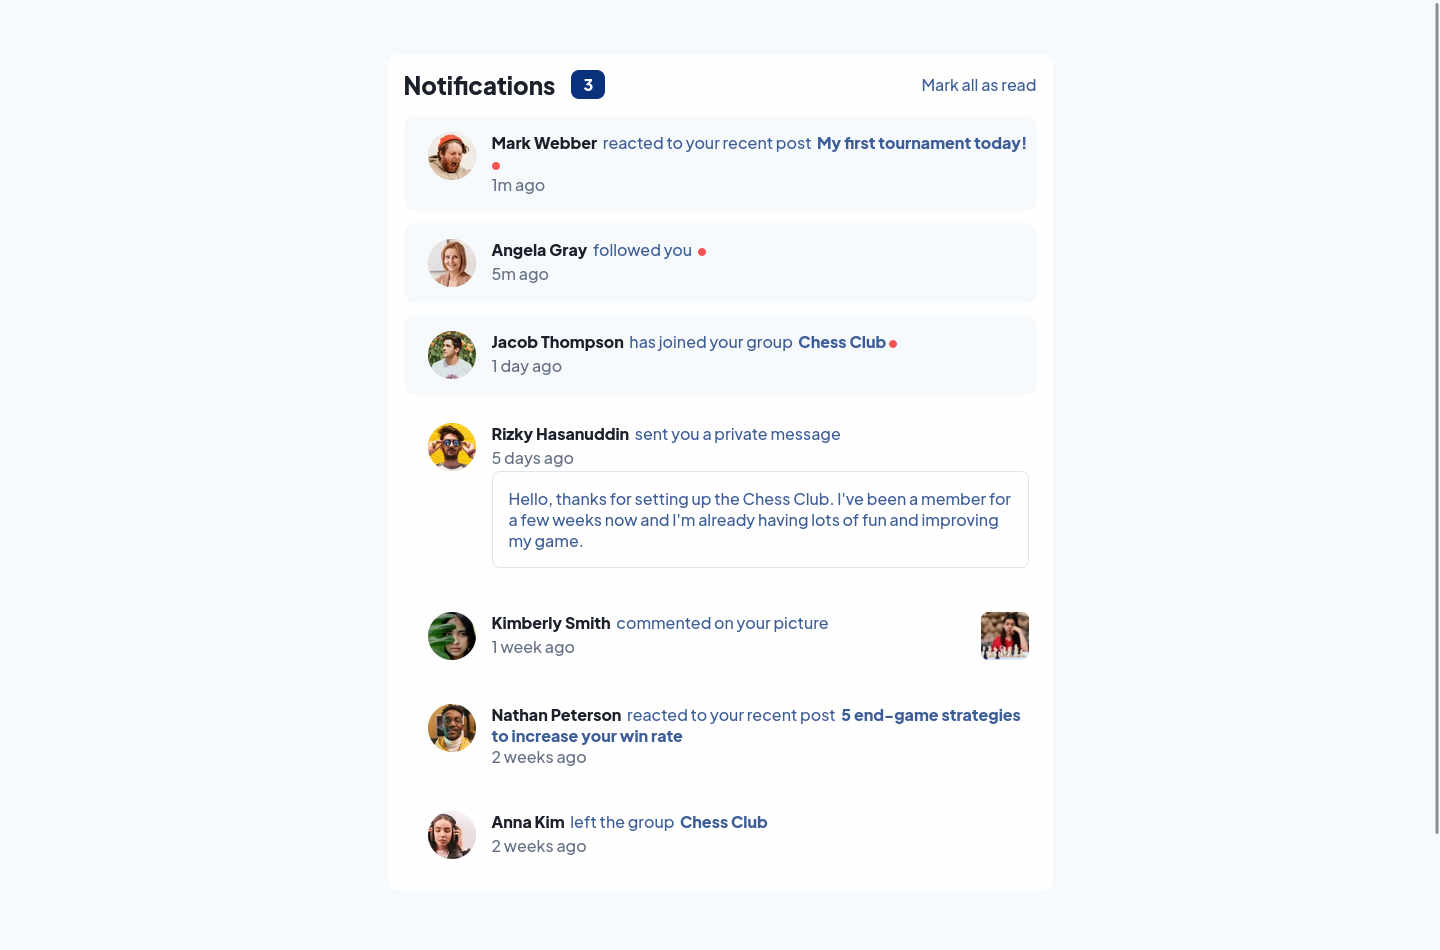 Notifications 3 Mark all as read
Mark Webber reacted to your recent post My first tournament today!
1m ago
Angela Gray followed you
5m ago
Jacob Thompson has joined your group Chess Club
1 day ago
Rizky Hasanuddin sent you a private message
5 days ago
Hello, thanks for setting up the Chess Club. I've been a member for
a few weeks now and I'm already having lots of fun and improving
my game.
Kimberly Smith commented on your picture
1 week ago
Nathan Peterson reacted to your recent post 5 end-game strategies
to increase your win rate
2 weeks ago
Anna Kim left the group Chess Club
2 weeks ago